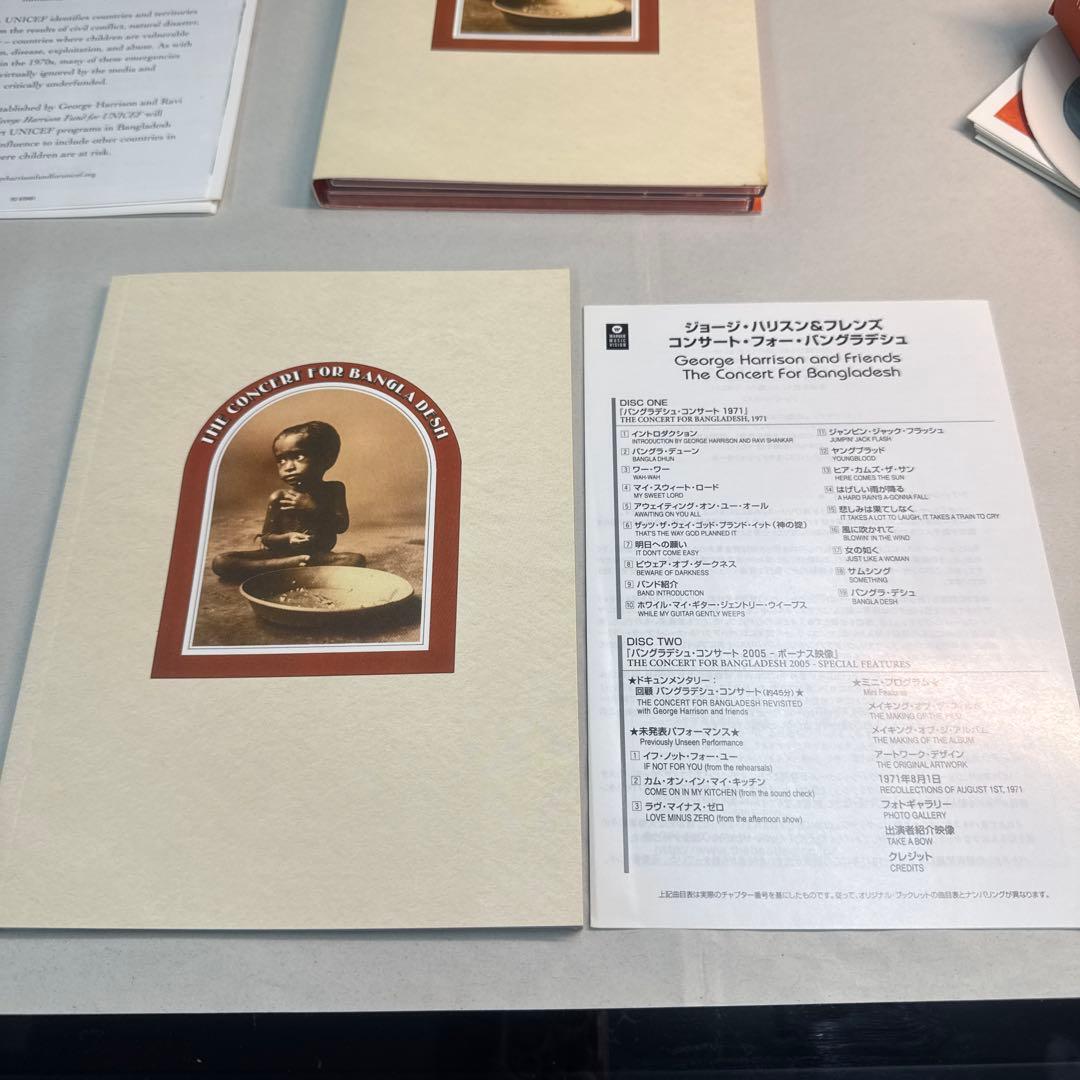 UNICEF identifies countries and territories
the results of civil conflict, natural disaster,
– countries where children are vulnerable
disease, exploitation, and abuse. As with
in the 1970s, many of these emergencies
virtually ignored by the media and
critically underfunded.
tablished by George Harrison and Ravi
George Harrison Fund for UNICEF will
UNICEF programs in Bangladesh
influence to include other countries in
ere children are at risk.
THE CONCERT FOR BANGLA DESH
WARNER
MUSIC
VISION
ジョージ・ハリスン&フレンズ
コンサート・フォー・バングラデシュ
George Harrison and Friends
The Concert For Bangladesh
DISC ONE
『バングラデシュ・コンサート 1971』
THE CONCERT FOR BANGLADESH, 1971
1 イントロダクション
INTRODUCTION BY GEORGE HARRISON AND RAVI SHANKAR
2 バングラ・デューン
BANGLA DHUN
3 ワー・ワー
WAH-WAH
4 マイ・スウィート・ロード
MY SWEET LORD
5 アウェイティング・オン・ユー・オール
AWAITING ON YOU ALL
6 ザッツ・ザ・ウェイ・ゴッド・プランド・イット(神の掟)
THAT'S THE WAY GOD PLANNED IT
7 明日への願い
IT DON'T COME EASY
8 ビウェア・オブ・ダークネス
BEWARE OF DARKNESS
9 バンド紹介
BAND INTRODUCTION
10 ホワイル・マイ・ギター・ジェントリー・ウイープス
WHILE MY GUITAR GENTLY WEEPS
11 ジャンピン・ジャック・フラッシュ
JUMPIN' JACK FLASH
12 ヤングブラッド
YOUNGBLOOD
13 ヒア・カムズ・ザ・サン
HERE COMES THE SUN
14 はげしい雨が降る
A HARD RAIN'S A-GONNA FALL
15 悲しみは果てしなく
IT TAKES A LOT TO LAUGH, IT TAKES A TRAIN TO CRY
16 風に吹かれて
BLOWIN' IN THE WIND
17 女の如く
JUST LIKE A WOMAN
18 サムシング
SOMETHING
19 バングラ・デシュ
BANGLA DESH
DISC TWO
『バングラデシュ・コンサート 2005 - ボーナス映像』
THE CONCERT FOR BANGLADESH 2005 - SPECIAL FEATURES
★ドキュメンタリー:
回顧 バングラデシュ・コンサート(約45分)★
THE CONCERT FOR BANGLADESH REVISITED
with George Harrison and friends
★未発表パフォーマンス★
Previously Unseen Performance
1 イフ・ノット・フォー・ユー
IF NOT FOR YOU (from the rehearsals)
2 カム・オン・イン・マイ・キッチン
COME ON IN MY KITCHEN (from the sound check)
3 ラヴ・マイナス・ゼロ
LOVE MINUS ZERO (from the afternoon show)
★ミニ・プログラム★
Mini Features
メイキング・オブ・ザ・フィルム
THE MAKING OF THE FILM
メイキング・オブ・ジ・アルバム
THE MAKING OF THE ALBUM
アートワーク・デザイン
THE ORIGINAL ARTWORK
1971年8月1日
RECOLLECTIONS OF AUGUST 1ST, 1971
フォトギャラリー
PHOTO GALLERY
出演者紹介映像
TAKE A BOW
クレジット
CREDITS
上記曲目表は実際のチャプター番号を基にしたものです。従って、オリジナル・ブックレットの曲目表とナンバリングが異なります。